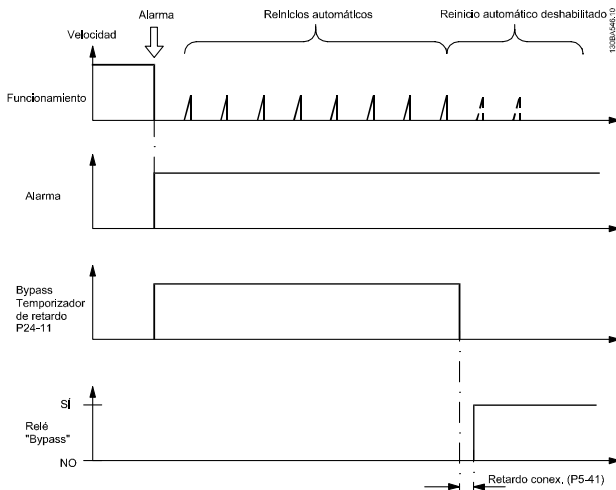 Alarma
Reinicios automáticos
Reinicio automático deshabilitado
130BA546.10
Velocidad
Funcionamiento
Alarma
Bypass
Temporizador
de retardo
P24-11
SÍ
Relé
"Bypass"
NO
Retardo conex. (P5-41)